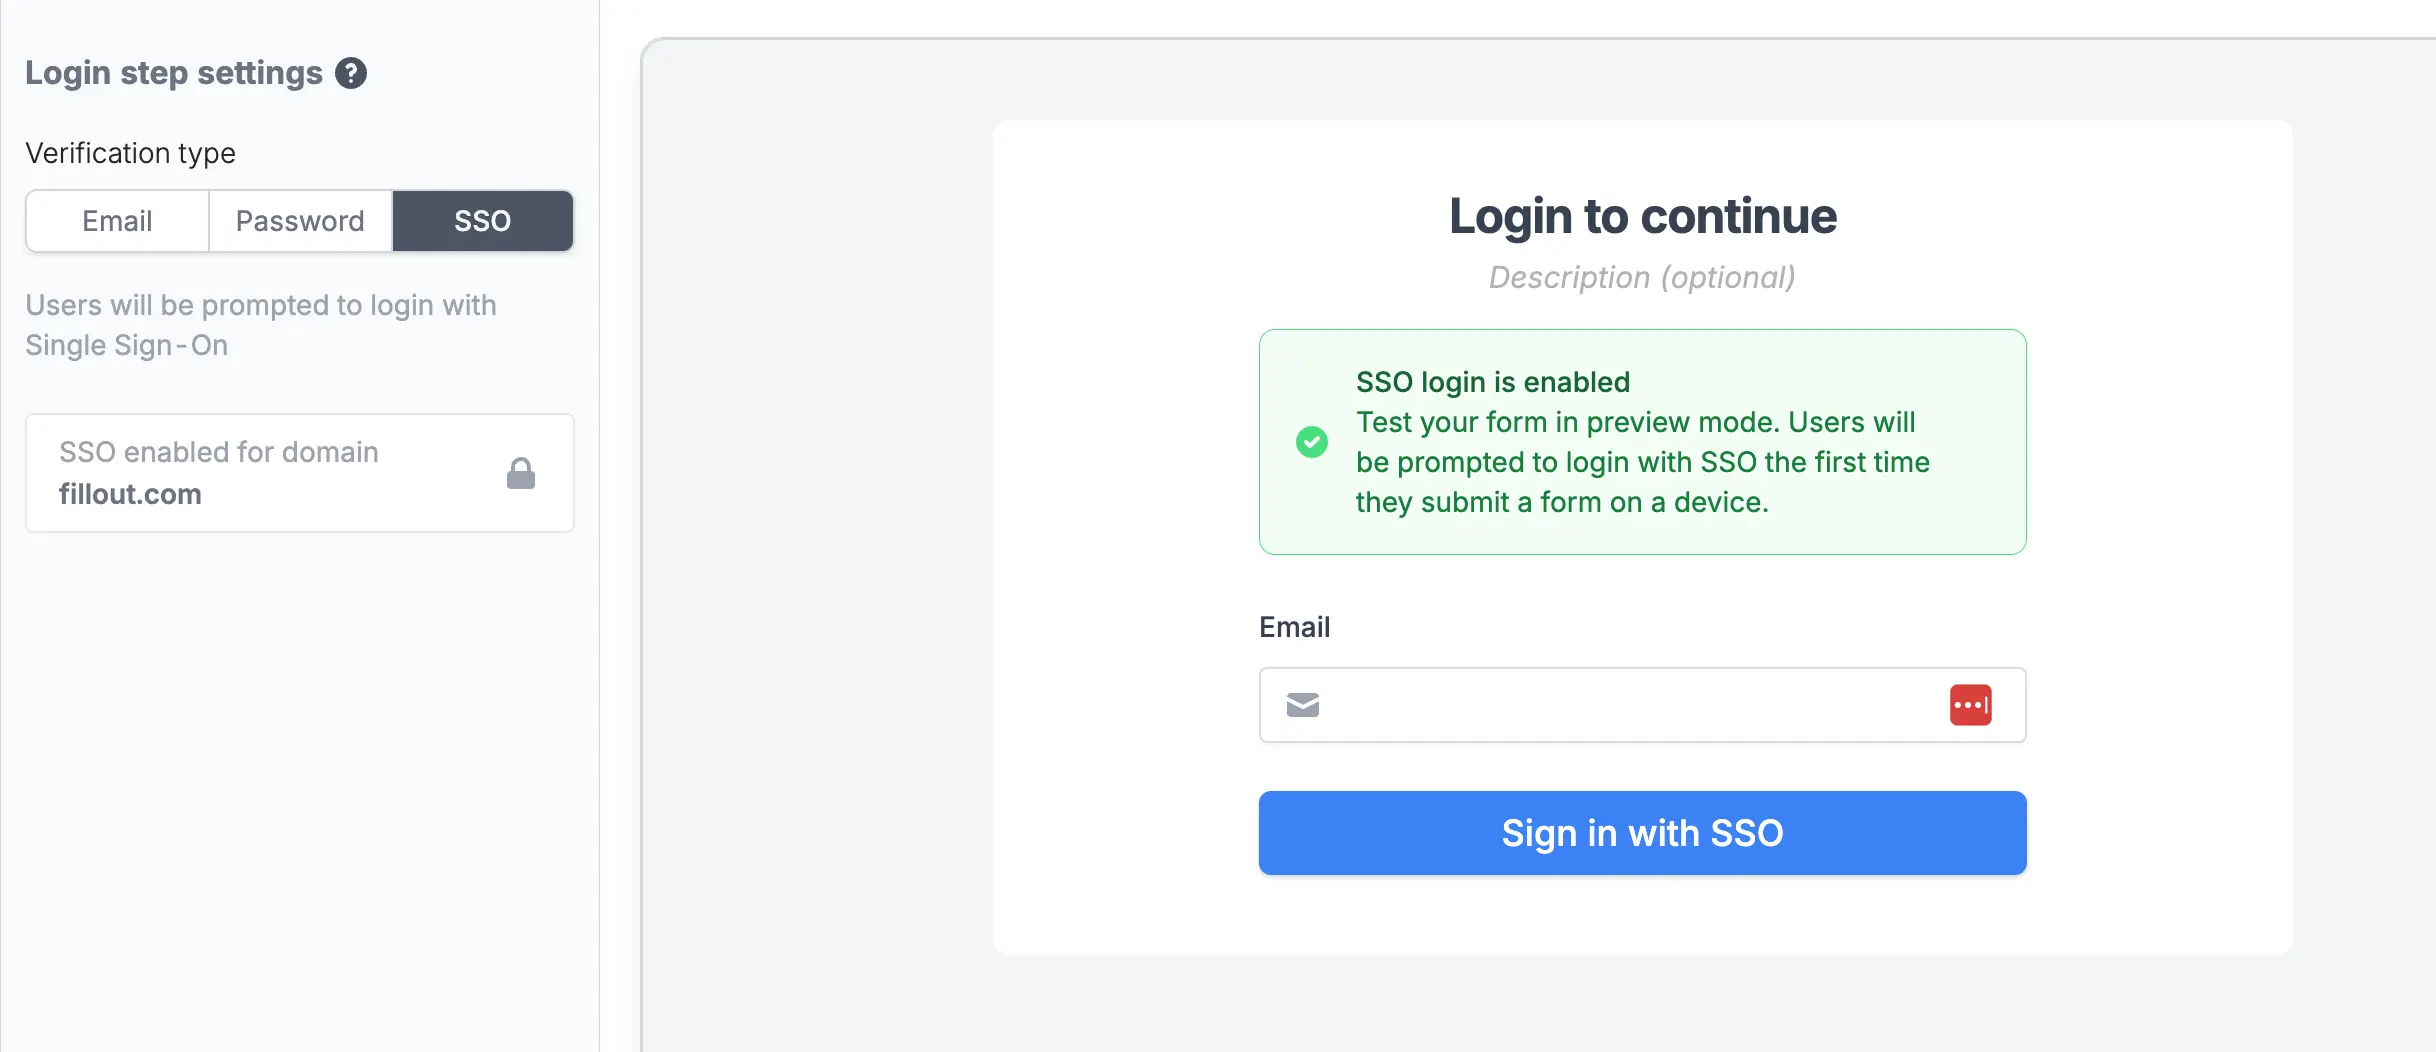 Login step settings
Verification type
Email
Password
SSO
Users will be prompted to login with
Single Sign-On
SSO enabled for domain
fillout.com
Login to continue
Description (optional)
SSO login is enabled
Test your form in preview mode. Users will
be prompted to login with SSO the first time
they submit a form on a device.
Email
Sign in with SSO